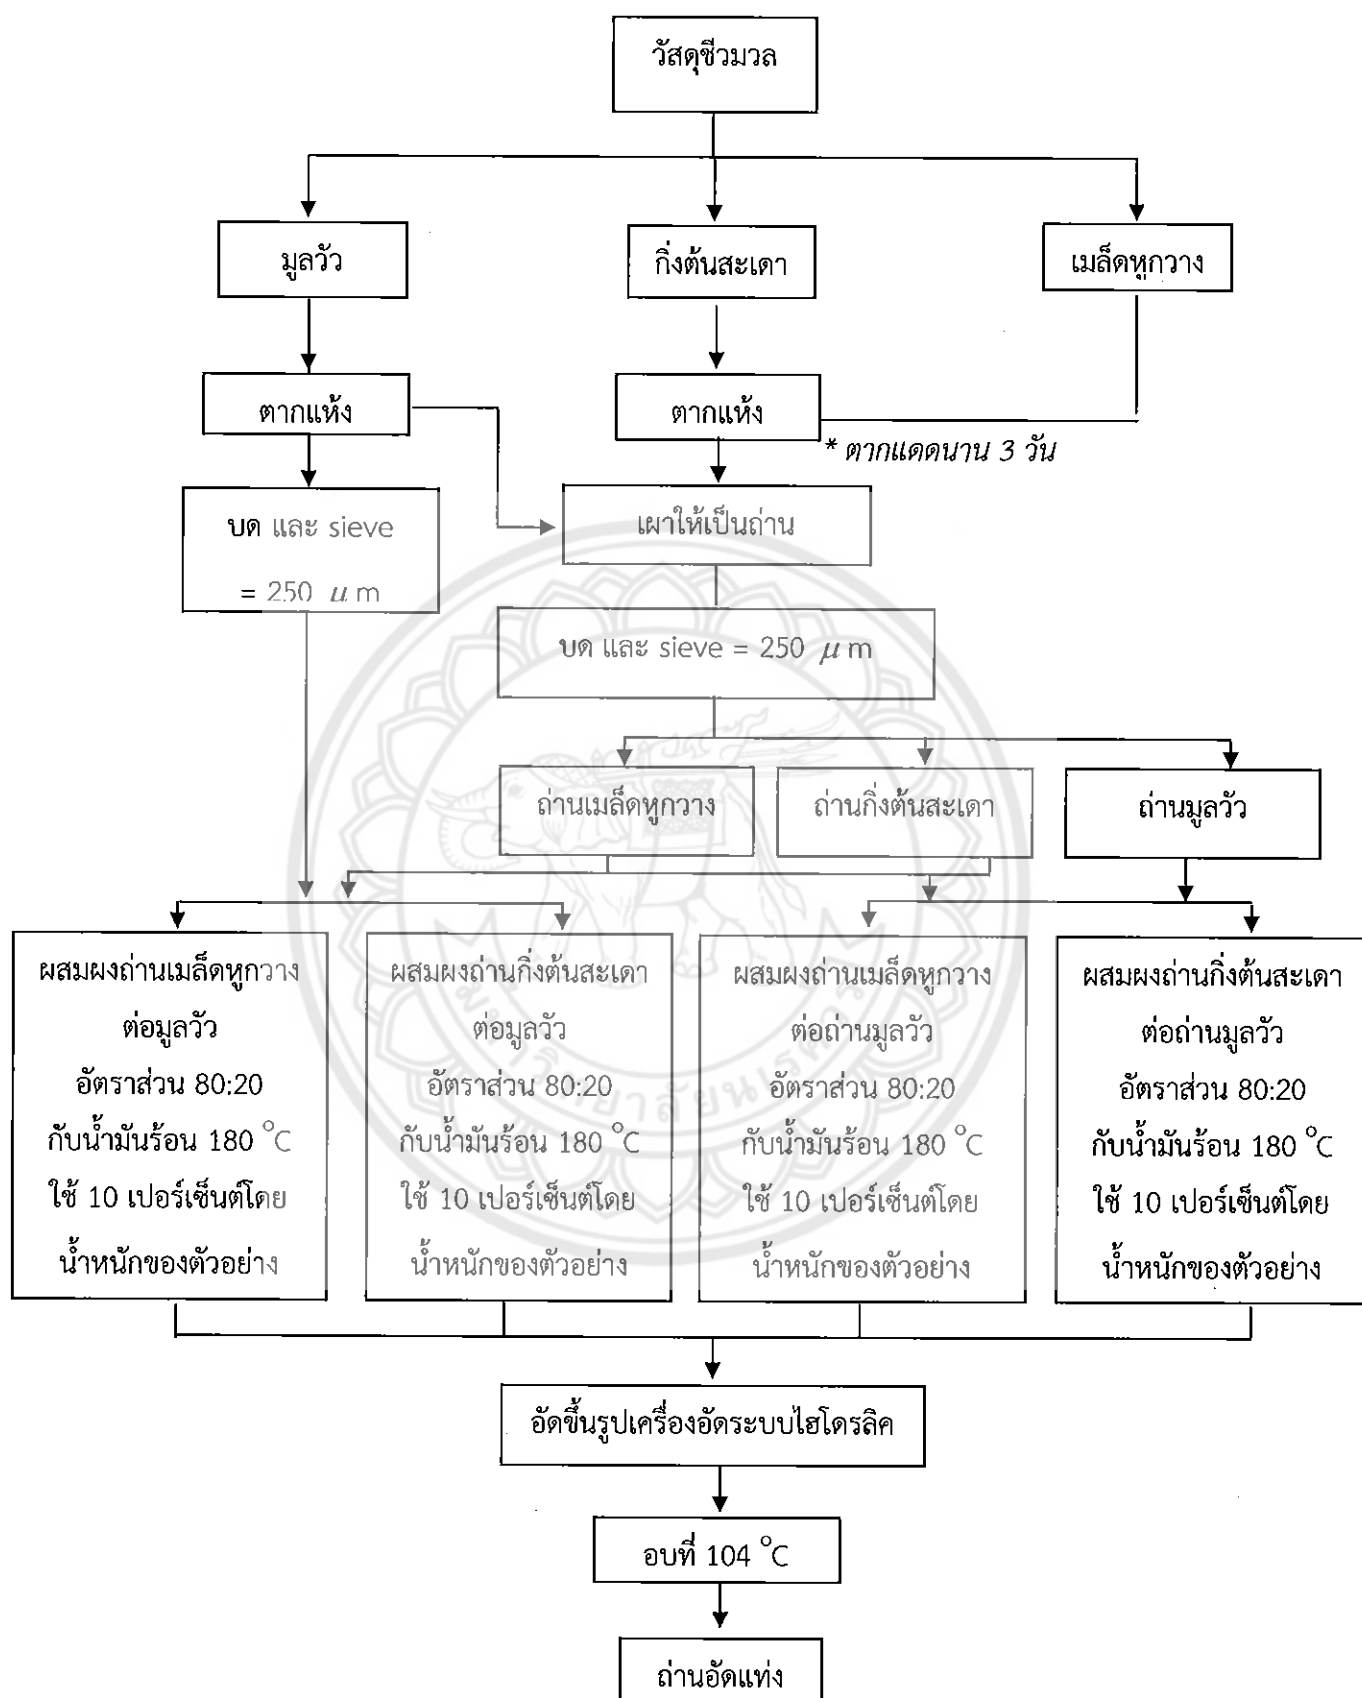 วัสดุชีวมวล
มูลวัว
กิ่งต้นสะเดา
เมล็ดหูกวาง
ตากแห้ง
ตากแห้ง
* ตากแดดนาน 3 วัน
บด และ sieve
= 250 μm
เผาให้เป็นถ่าน
บด และ sieve = 250 μm
ถ่านเมล็ดหูกวาง
ถ่านกิ่งต้นสะเดา
ถ่านมูลวัว
ผสมผงถ่านเมล็ดหูกวาง
ต่อมูลวัว
อัตราส่วน 80:20
กับน้ำมันร้อน 180 °C
ใช้ 10 เปอร์เซ็นต์โดย
น้ำหนักของตัวอย่าง
ผสมผงถ่านกิ่งต้นสะเดา
ต่อมูลวัว
อัตราส่วน 80:20
กับน้ำมันร้อน 180 °C
ใช้ 10 เปอร์เซ็นต์โดย
น้ำหนักของตัวอย่าง
ผสมผงถ่านเมล็ดหูกวาง
ต่อถ่านมูลวัว
อัตราส่วน 80:20
กับน้ำมันร้อน 180 °C
ใช้ 10 เปอร์เซ็นต์โดย
น้ำหนักของตัวอย่าง
ผสมผงถ่านกิ่งต้นสะเดา
ต่อถ่านมูลวัว
อัตราส่วน 80:20
กับน้ำมันร้อน 180 °C
ใช้ 10 เปอร์เซ็นต์โดย
น้ำหนักของตัวอย่าง
มหาวิทยาลัยนเรศวร
อัดขึ้นรูปเครื่องอัดระบบไฮโดรลิค
อบที่ 104 °C
ถ่านอัดแท่ง